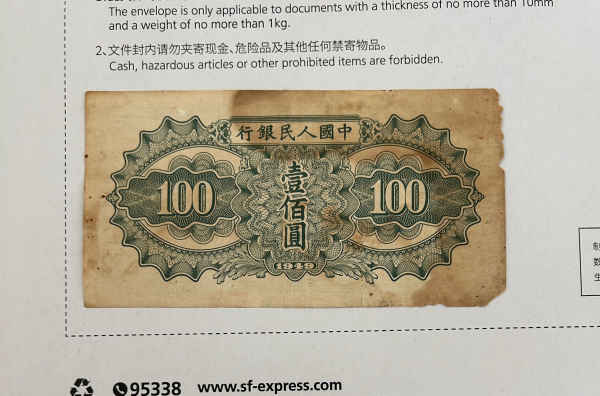 The envelope is only applicable to documents with a thickness of no more than 10mm
and a weight of no more than 1kg.
2、文件封内请勿夹寄现金、危险品及其他任何禁寄物品。
Cash, hazardous articles or other prohibited items are forbidden.
行銀民人國中
100
壹佰圓
100
1949
95338 www.sf-express.com